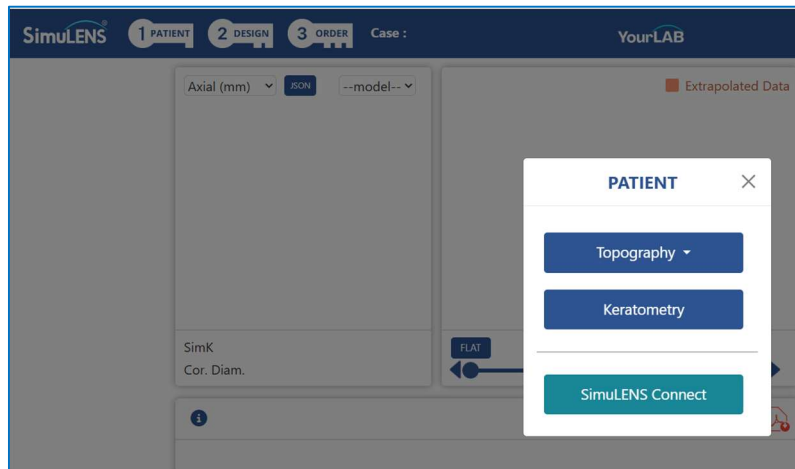 SimuLENS®
1 PATIENT 2 DESIGN 3 ORDER Case :
YourLAB
Axial (mm) JSON --model--
Extrapolated Data
PATIENT
Topography
Keratometry
SimuLENS Connect
SimK
Cor. Diam.
FLAT